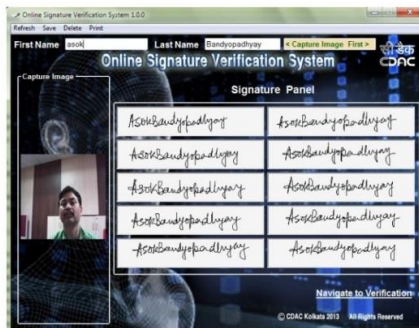 Online Signature Verification System 1.0.0
Refresh Save Delete Print
First Name asok Last Name Bandyopadhyay < Capture Image First >
सी डैक
CDAC
Online Signature Verification System
Capture Image
Signature Panel
AsokBandyopadhyay AsokBandyopadhyay
AsokBandyopadhyay AsokBandyopadhyay
AsokBandyopadhyay AsokBandyopadhyay
AsokBandyopadhyay AsokBandyopadhyay
AsokBandyopadhyay AsokBandyopadhyay
Navigate to Verification
© CDAC Kolkata 2013 All Rights Reserved